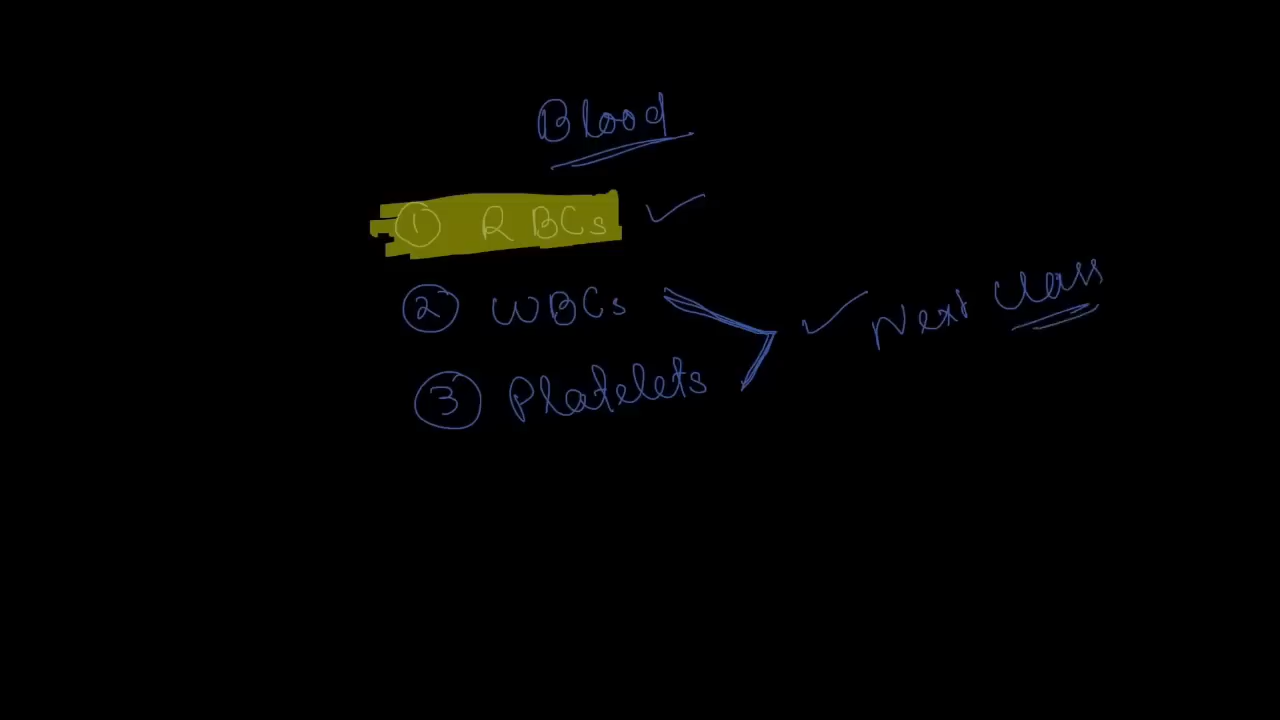 Blood
① RBCs ✓
② WBCs
✓ Next Class
③ Platelets